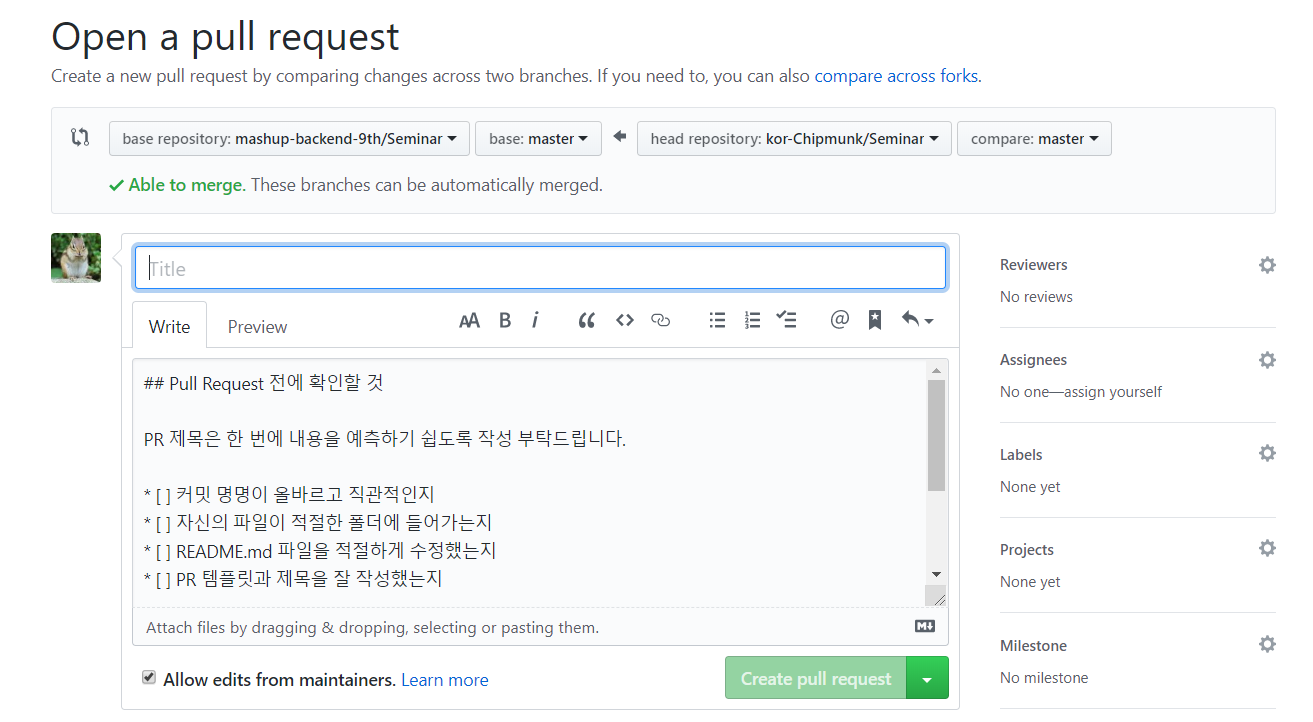 Open a pull request
Create a new pull request by comparing changes across two branches. If you need to, you can also compare across forks.
base repository: mashup-backend-9th/Seminar base: master head repository: kor-Chipmunk/Seminar compare: master
Able to merge. These branches can be automatically merged.
Title
Write Preview
## Pull Request 전에 확인할 것
PR 제목은 한 번에 내용을 예측하기 쉽도록 작성 부탁드립니다.
* [ ] 커밋 명명이 올바르고 직관적인지
* [ ] 자신의 파일이 적절한 폴더에 들어가는지
* [ ] README.md 파일을 적절하게 수정했는지
* [ ] PR 템플릿과 제목을 잘 작성했는지
Attach files by dragging & dropping, selecting or pasting them.
Allow edits from maintainers. Learn more
Create pull request
Reviewers
No reviews
Assignees
No one—assign yourself
Labels
None yet
Projects
None yet
Milestone
No milestone